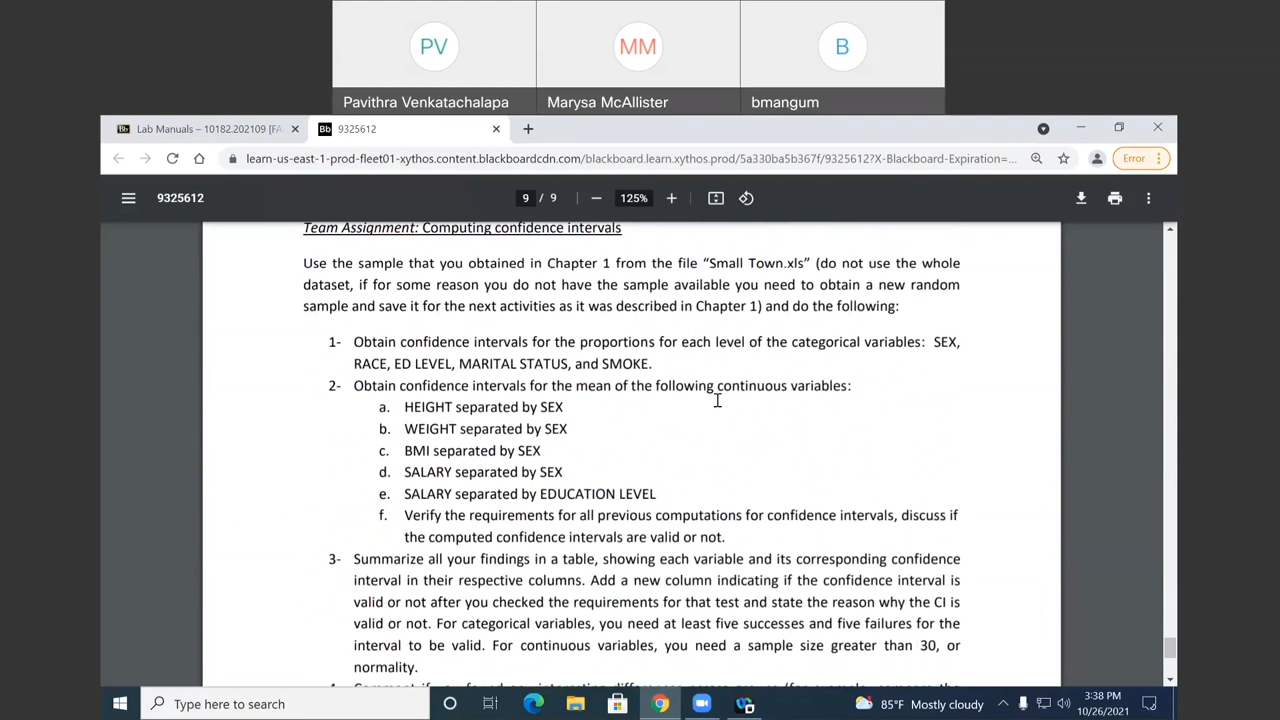 PV
MM
B
Pavithra Venkatachalapa
Marysa McAllister
bmangum
Bb
Lab Manuals – 10182.202109 [FA
Bb
9325612
learn-us-east-1-prod-fleet01-xythos.content.blackboardcdn.com/blackboard.learn.xythos.prod/5a330ba5b367f/9325612?X-Blackboard-Expiration=...
Error
9325612
9 / 9
125%
Team Assignment: Computing confidence intervals
Use the sample that you obtained in Chapter 1 from the file “Small Town.xls” (do not use the whole
dataset, if for some reason you do not have the sample available you need to obtain a new random
sample and save it for the next activities as it was described in Chapter 1) and do the following:
1- Obtain confidence intervals for the proportions for each level of the categorical variables: SEX,
RACE, ED LEVEL, MARITAL STATUS, and SMOKE.
2- Obtain confidence intervals for the mean of the following continuous variables:
a. HEIGHT separated by SEX
b. WEIGHT separated by SEX
c. BMI separated by SEX
d. SALARY separated by SEX
e. SALARY separated by EDUCATION LEVEL
f. Verify the requirements for all previous computations for confidence intervals, discuss if
the computed confidence intervals are valid or not.
3- Summarize all your findings in a table, showing each variable and its corresponding confidence
interval in their respective columns. Add a new column indicating if the confidence interval is
valid or not after you checked the requirements for that test and state the reason why the CI is
valid or not. For categorical variables, you need at least five successes and five failures for the
interval to be valid. For continuous variables, you need a sample size greater than 30, or
normality.
Type here to search
85°F Mostly cloudy
3:38 PM
10/26/2021